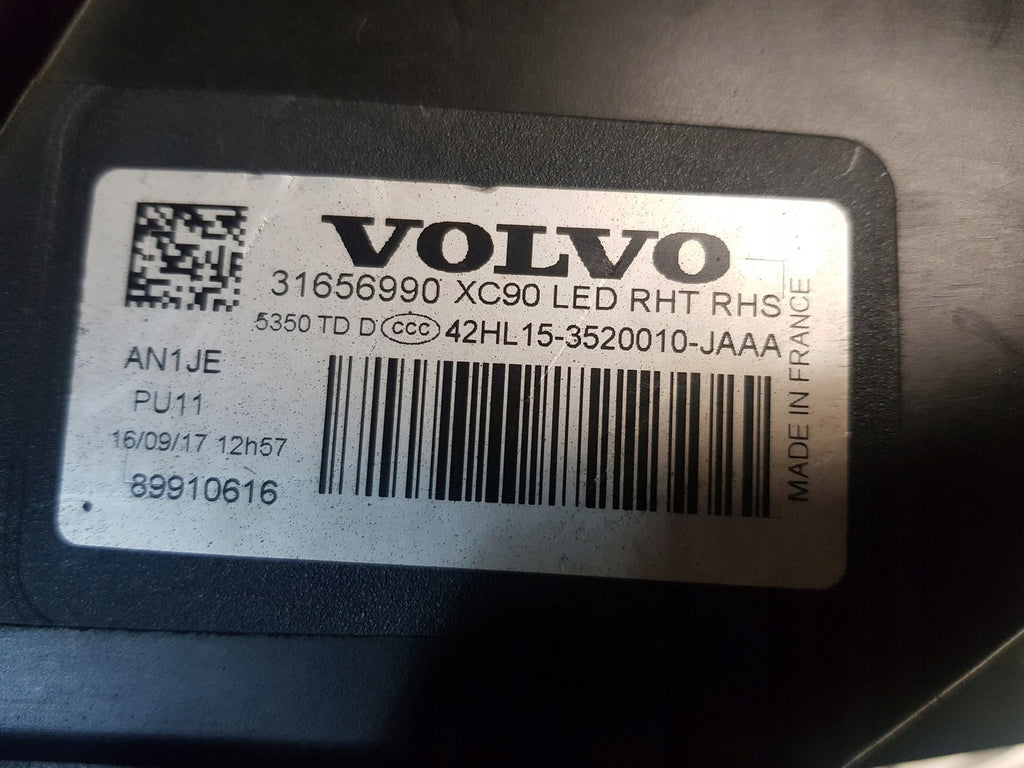 VOLVO
31656990 XC90 LED RHT RHS
5350 TD D CCC 42HL15-3520010-JAAA
AN1JE
PU11
16/09/17 12h57
89910616
MADE IN FRANCE